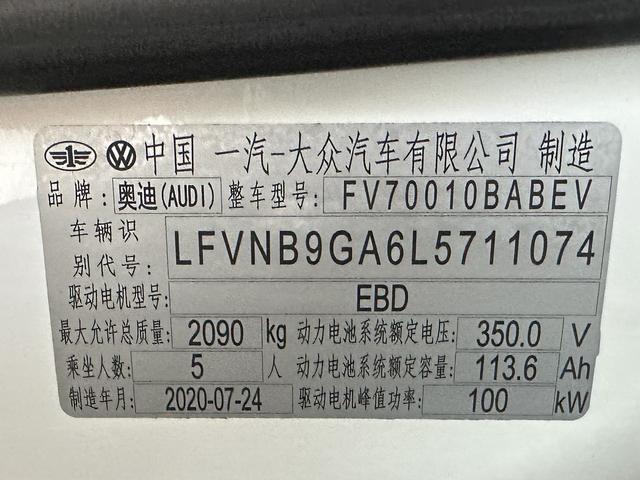 中国 一汽-大众汽车有限公司 制造
品牌: 奥迪(AUDI) 整车型号: FV70010BABEV
车辆识别代号: LFVNB9GA6L5711074
驱动电机型号: EBD
最大允许总质量: 2090 kg 动力电池系统额定电压: 350.0 V
乘坐人数: 5 人 动力电池系统额定容量: 113.6 Ah
制造年月: 2020-07-24 驱动电机峰值功率: 100 kW